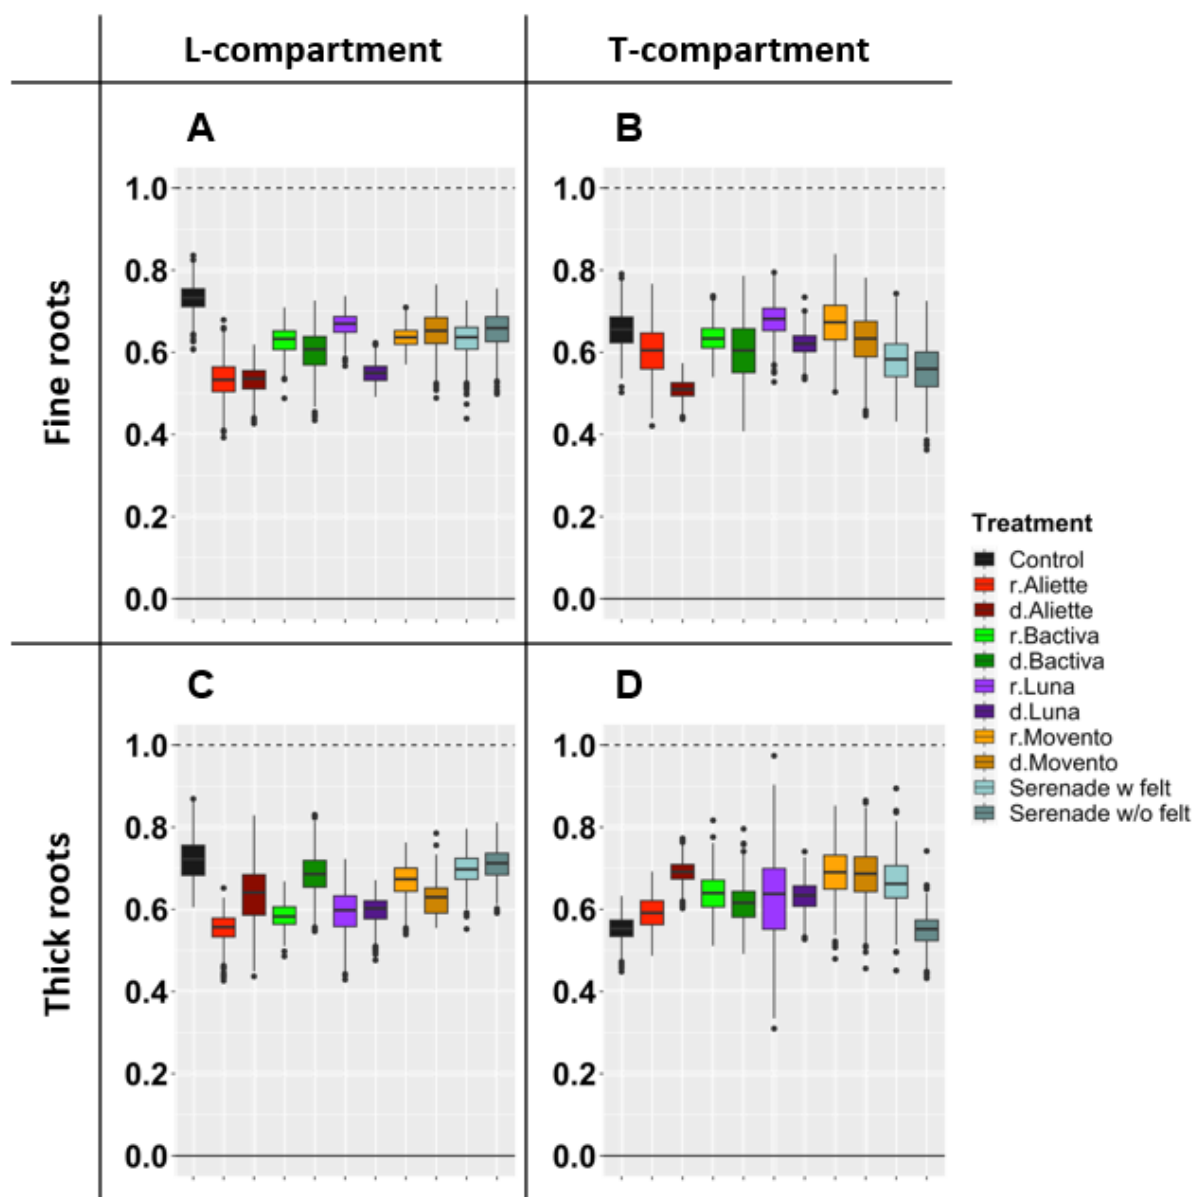 L-compartment
T-compartment
Fine roots
A
1.0
0.8
0.6
0.4
0.2
0.0
B
1.0
0.8
0.6
0.4
0.2
0.0
Thick roots
C
1.0
0.8
0.6
0.4
0.2
0.0
D
1.0
0.8
0.6
0.4
0.2
0.0
Treatment
Control
r.Aliette
d.Aliette
r.Bactiva
d.Bactiva
r.Luna
d.Luna
r.Movento
d.Movento
Serenade w felt
Serenade w/o felt